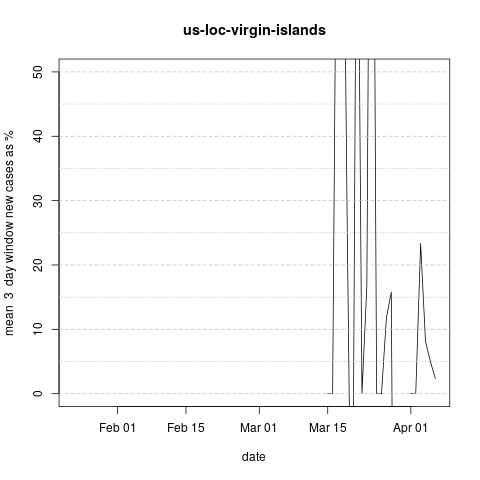 us-loc-virgin-islands
mean 3 day window new cases as %
50
40
30
20
10
0
Feb 01 Feb 15 Mar 01 Mar 15 Apr 01
date